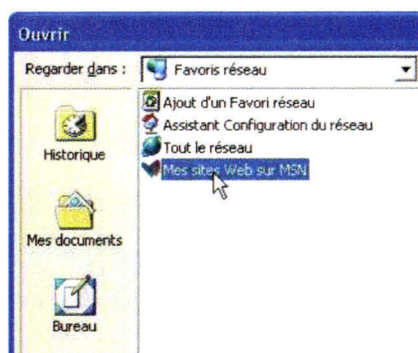 Ouvrir
Regarder dans :
Favoris réseau
Ajout d'un Favori réseau
Assistant Configuration du réseau
Tout le réseau
Mes sites Web sur MSN
Historique
Mes documents
Bureau